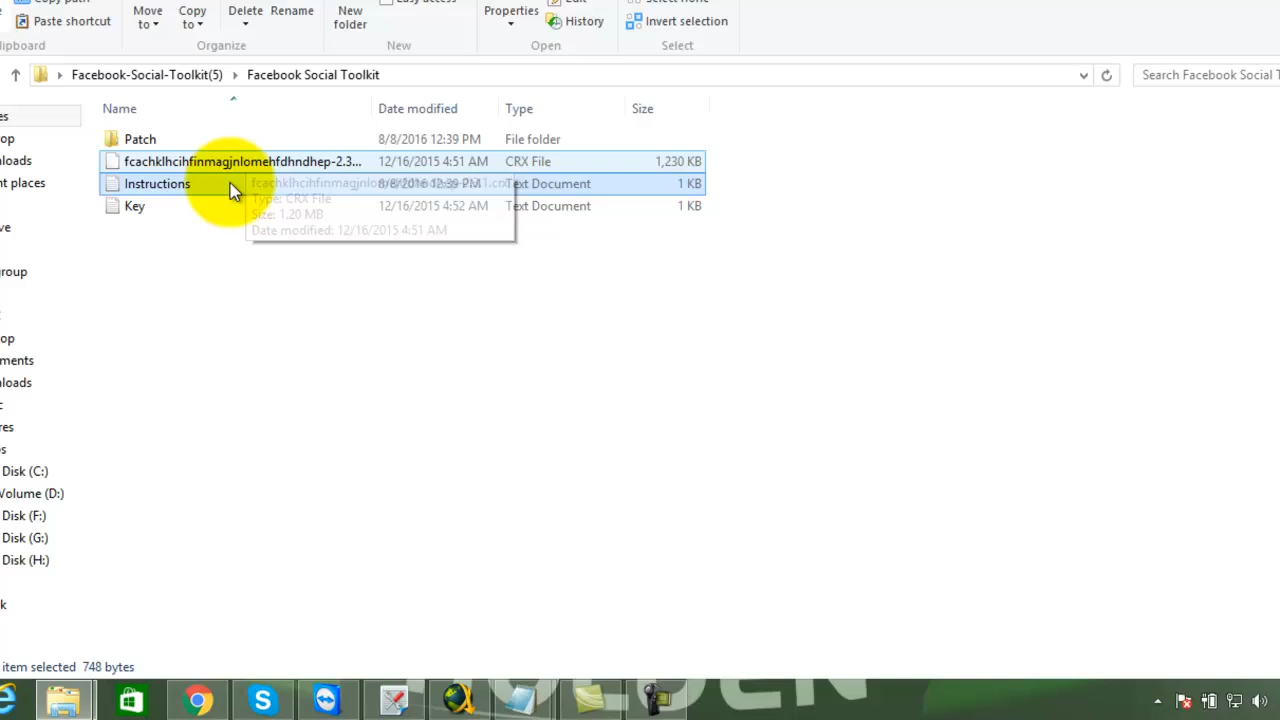 Copy path
Paste shortcut
lipboard
Move to
Copy to
Delete
Rename
Organize
New folder
New
Easy access
Properties
Edit
History
Open
Select none
Invert selection
Select
Facebook-Social-Toolkit(5)
Facebook Social Toolkit
Search Facebook Social T
Name
Date modified
Type
Size
Patch 8/8/2016 12:39 PM File folder
fcachklhcihfinmagjnlomehfdhndhep-2.3... 12/16/2015 4:51 AM CRX File 1,230 KB
Instructions 8/8/2016 12:39 PM Text Document 1 KB
Key 12/16/2015 4:52 AM Text Document 1 KB
Type: CRX File
Size: 1.20 MB
Date modified: 12/16/2015 4:51 AM
es
op
loads
nt places
ve
group
op
ments
loads
c
res
os
Disk (C:)
Volume (D:)
Disk (F:)
Disk (G:)
Disk (H:)
k
item selected 748 bytes